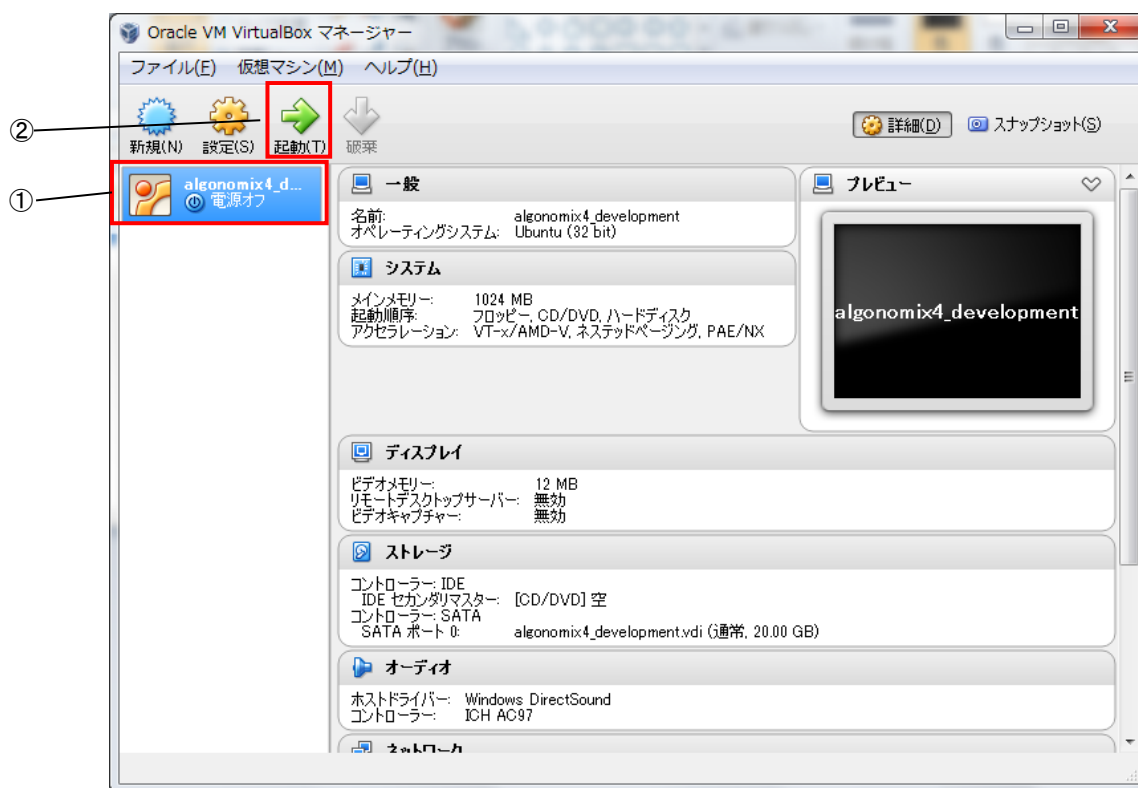 Oracle VM VirtualBox マネージャー
ファイル(F) 仮想マシン(M) ヘルプ(H)
②
新規(N) 設定(S) 起動(T) 破棄
詳細(D) スナップショット(S)
①
algonomix4_d...
電源オフ
一般
名前: algonomix4_development
オペレーティングシステム: Ubuntu (32 bit)
システム
メインメモリー: 1024 MB
起動順序: フロッピー, CD/DVD, ハードディスク
アクセラレーション: VT-x/AMD-V, ネステッドページング, PAE/NX
プレビュー
algonomix4_development
ディスプレイ
ビデオメモリー: 12 MB
リモートデスクトップサーバー: 無効
ビデオキャプチャー: 無効
ストレージ
コントローラー: IDE
IDE セカンダリマスター: [CD/DVD] 空
コントローラー: SATA
SATA ポート 0: algonomix4_development.vdi (通常, 20.00 GB)
オーディオ
ホストドライバー: Windows DirectSound
コントローラー: ICH AC97
ネットワーク